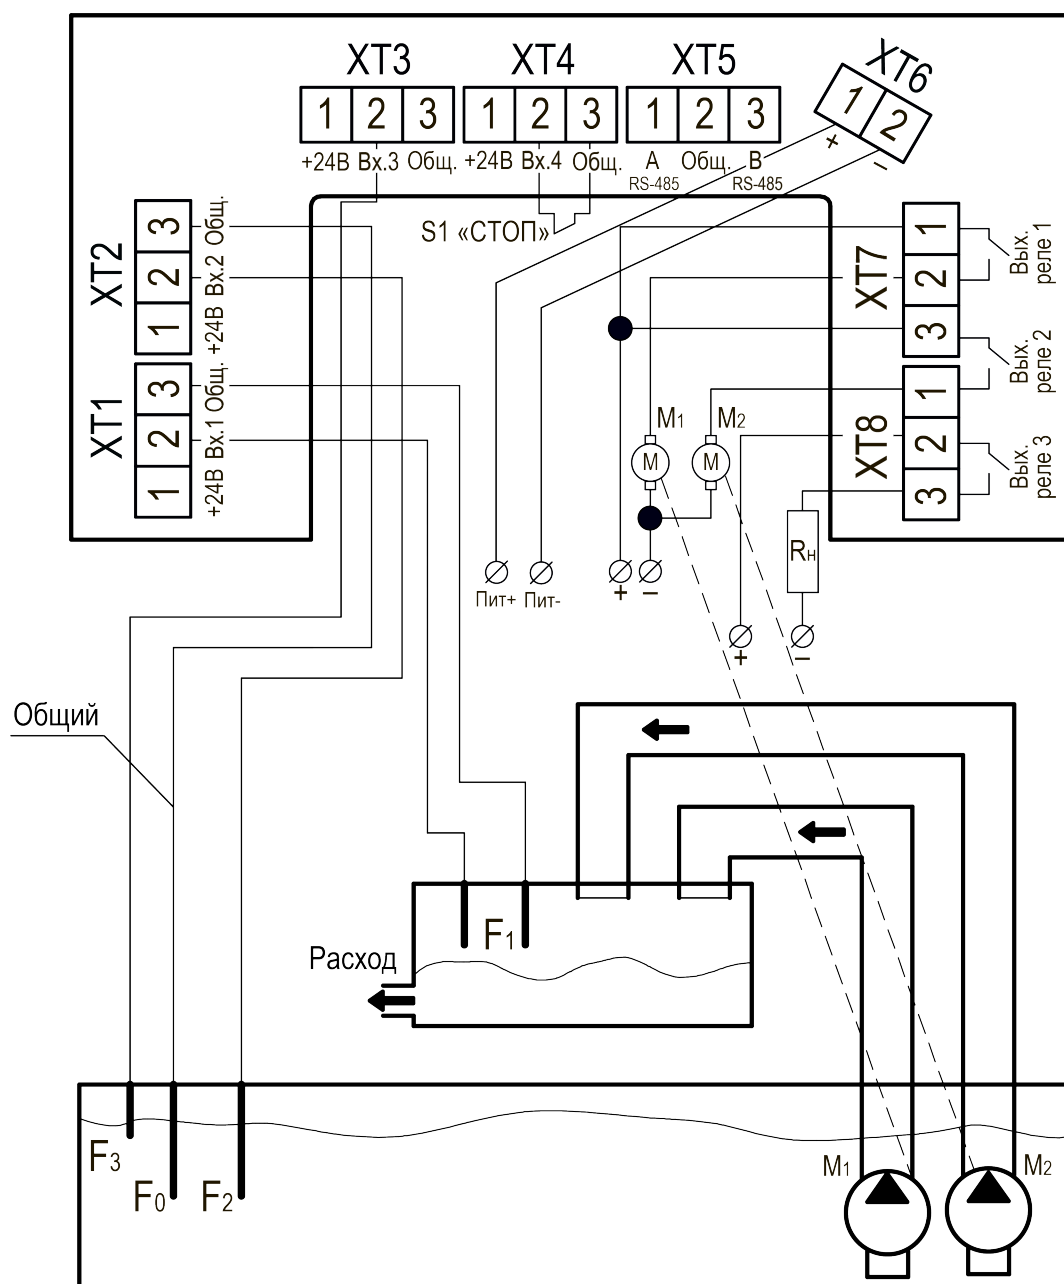 XT3
XT4
XT5
XT6
1 2 3
1 2 3
1 2 3
1 2
+24В Вх.3 Общ.
+24В Вх.4 Общ.
А Общ. В
RS-485 RS-485
+ −
S1 «СТОП»
XT2
3 2 1
Общ.
Вх.2
+24В
XT1
3 2 1
Общ.
Вх.1
+24В
XT7
1
2
3
Вых.
реле 1
Вых.
реле 2
XT8
1
2
3
Вых.
реле 3
M1 M2
M M
RН
Пит+ Пит-
+ −
+ −
Общий
F1
Расход
F3
F0
F2
M1
M2